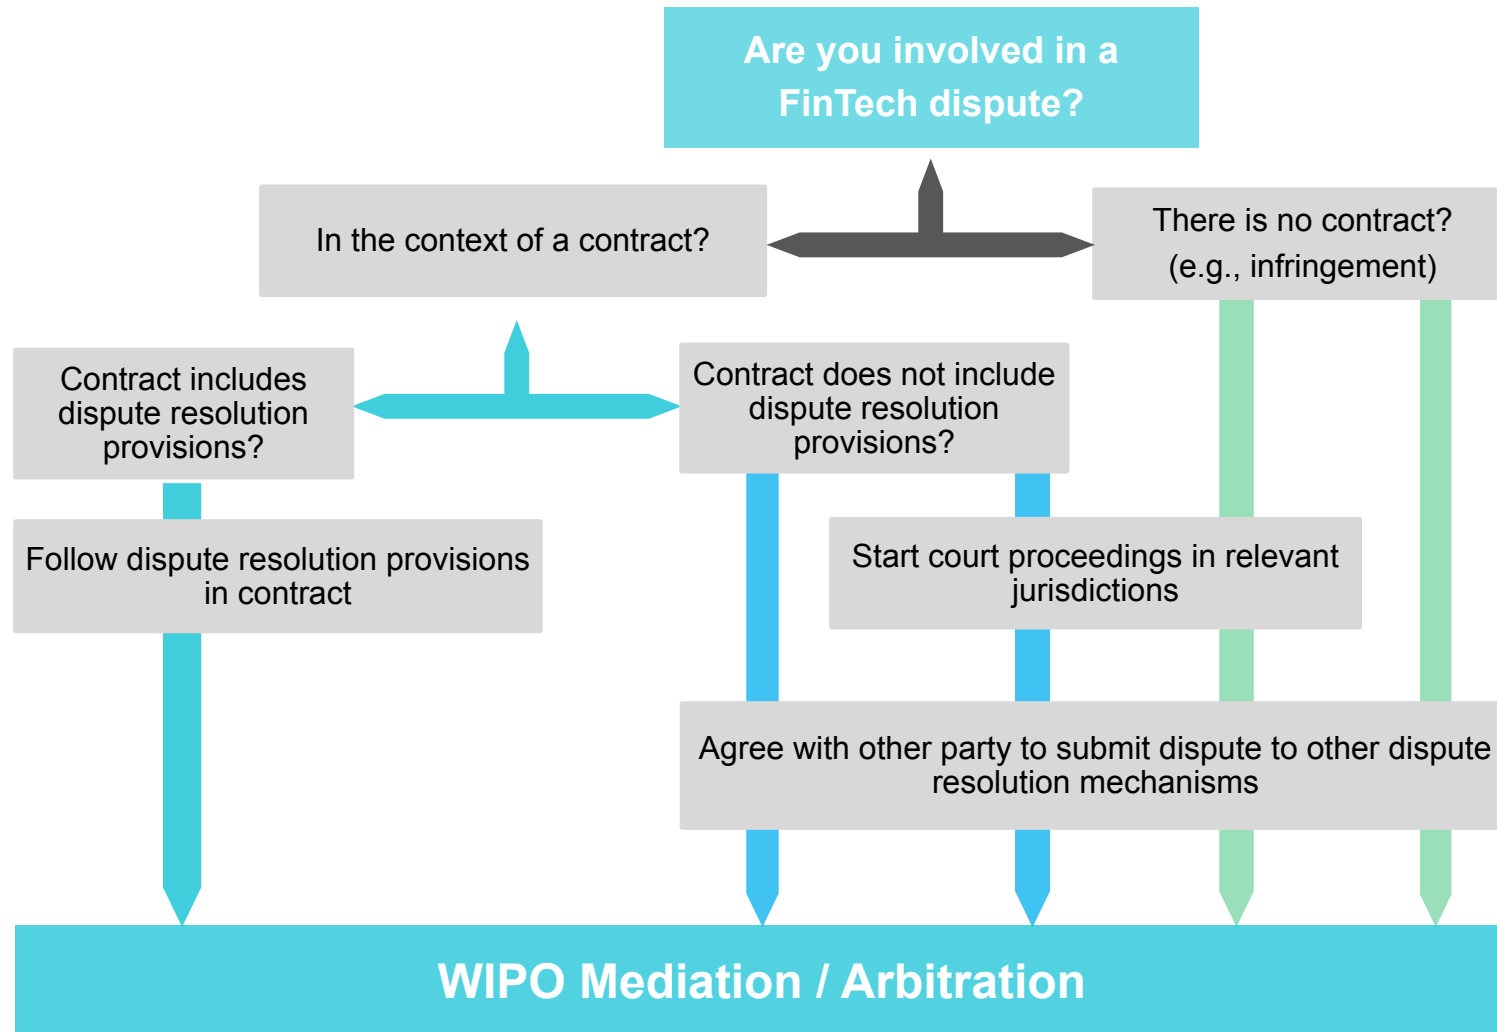 Are you involved in a
FinTech dispute?
In the context of a contract?
There is no contract?
(e.g., infringement)
Contract includes
dispute resolution
provisions?
Contract does not include
dispute resolution
provisions?
Follow dispute resolution provisions
in contract
Start court proceedings in relevant
jurisdictions
Agree with other party to submit dispute to other dispute
resolution mechanisms
WIPO Mediation / Arbitration